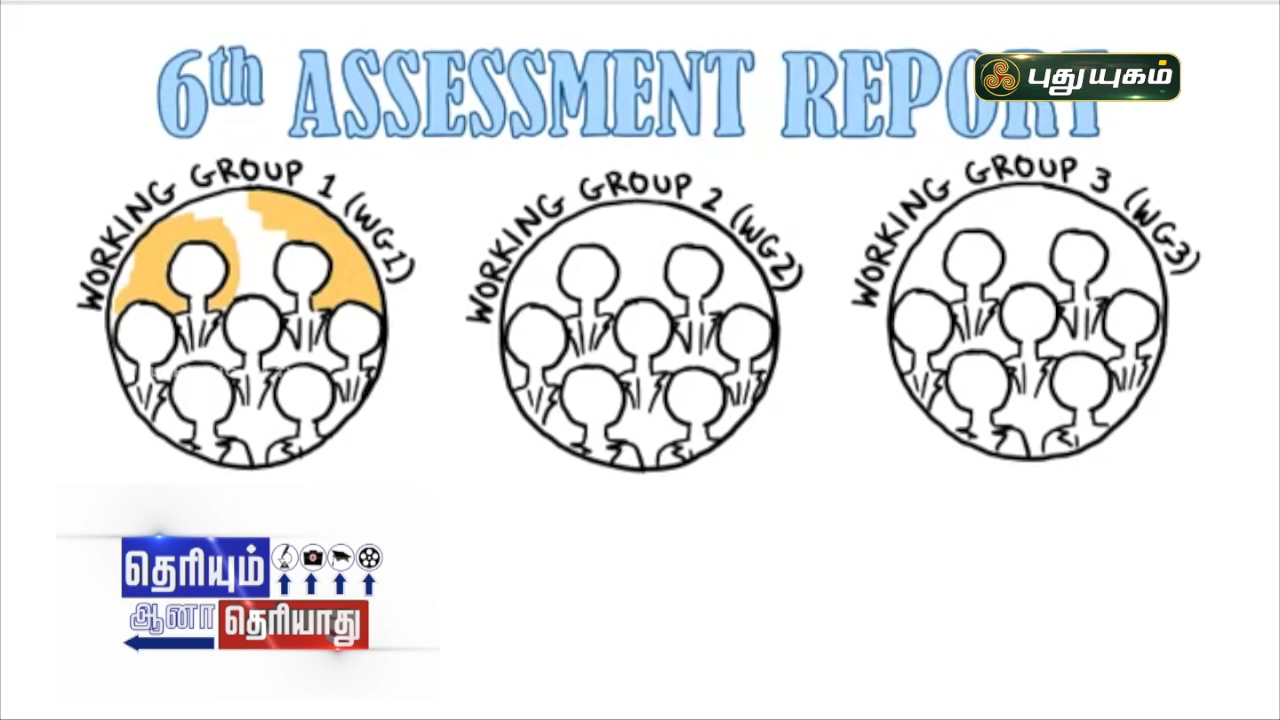 6th ASSESSMENT REPORT
புதுயுகம்
WORKING GROUP 1 (WG1)
WORKING GROUP 2 (WG2)
WORKING GROUP 3 (WG3)
தெரியும்
ஆனா தெரியாது